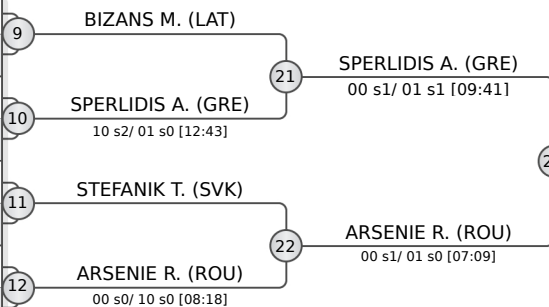 BIZANS M. (LAT)
9
SPERLIDIS A. (GRE)
21
00 s1/ 01 s1 [09:41]
SPERLIDIS A. (GRE)
10
10 s2/ 01 s0 [12:43]
STEFANIK T. (SVK)
11
ARSENIE R. (ROU)
22
00 s1/ 01 s0 [07:09]
ARSENIE R. (ROU)
12
00 s0/ 10 s0 [08:18]